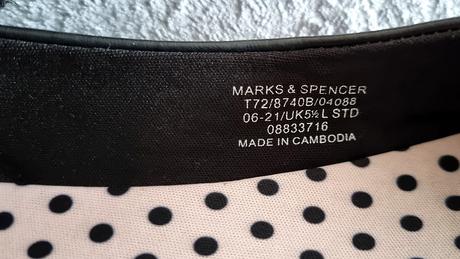 MARKS & SPENCER
T72/8740B/04088
06-21/UK5½ L STD
08833716
MADE IN CAMBODIA